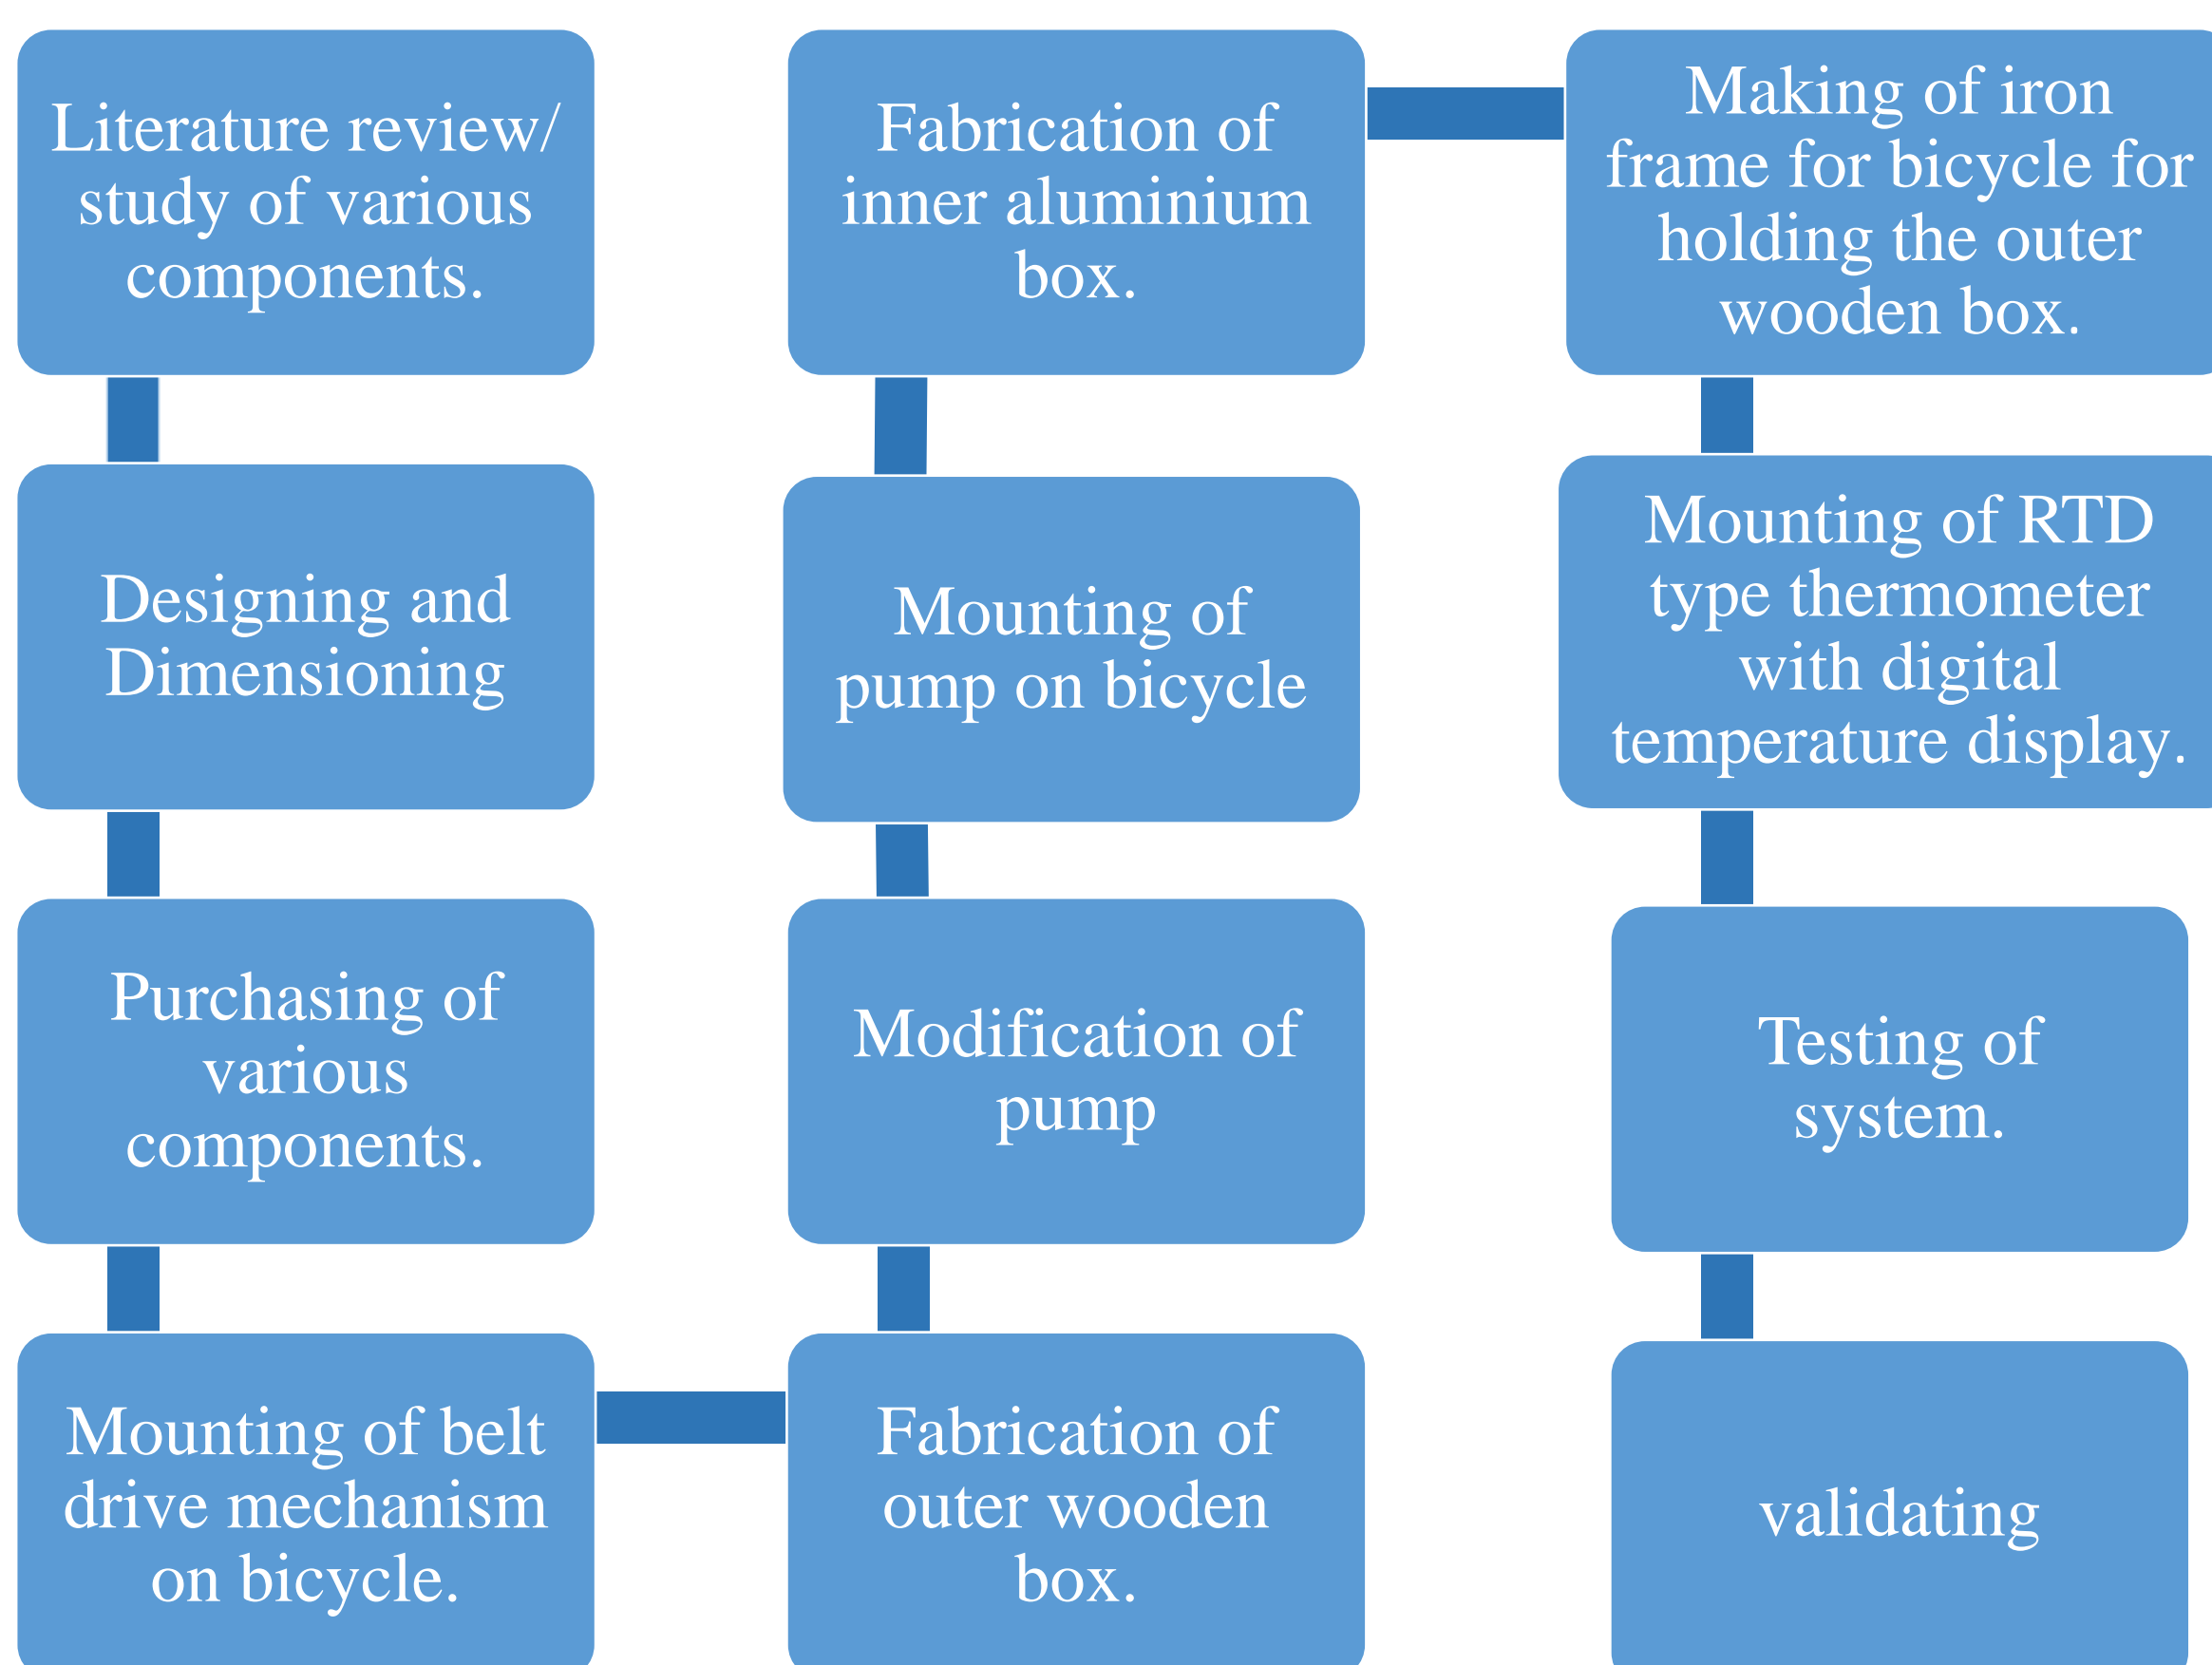 Literature review/
study of various
components.
Designing and
Dimensioning
Purchasing of
various
components.
Mounting of belt
drive mechanism
on bicycle.
Fabrication of
outer wooden
box.
Modification of
pump
Mounting of
pump on bicycle
Fabrication of
inner aluminium
box.
Making of iron
frame for bicycle for
holding the outer
wooden box.
Mounting of RTD
type thermometer
with digital
temperature display.
Testing of
system.
validating